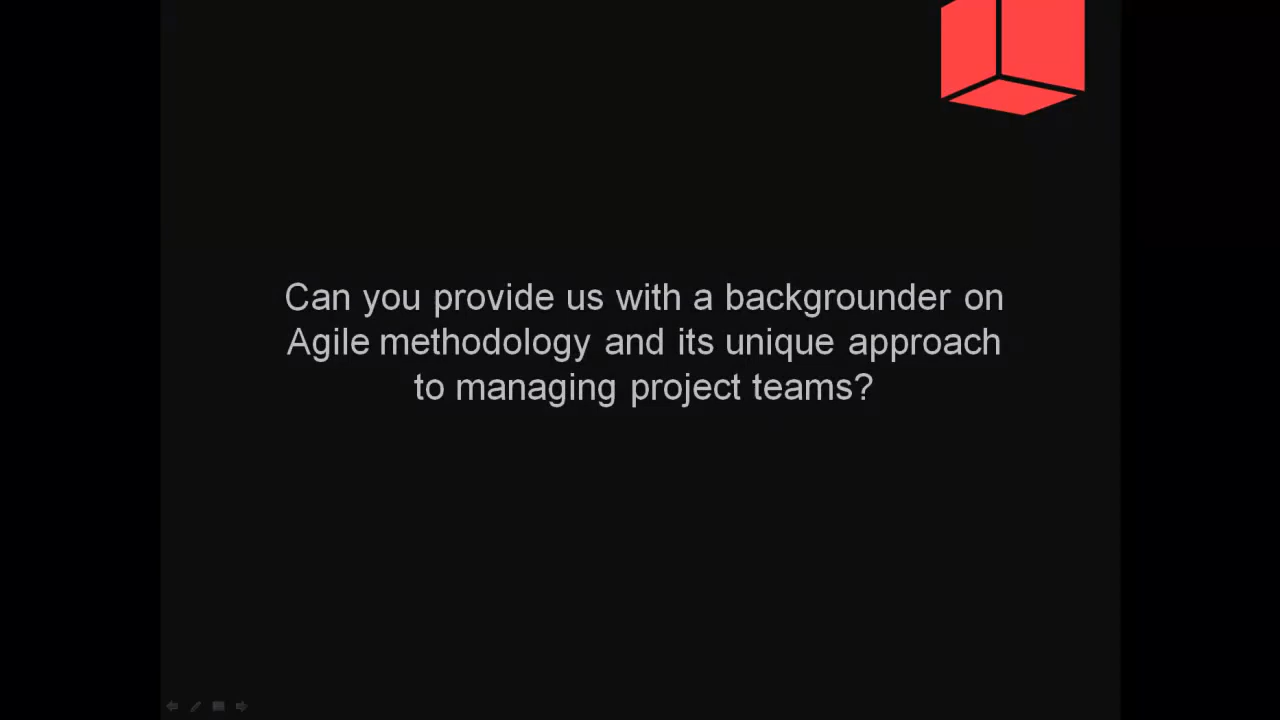 Can you provide us with a backgrounder on
Agile methodology and its unique approach
to managing project teams?